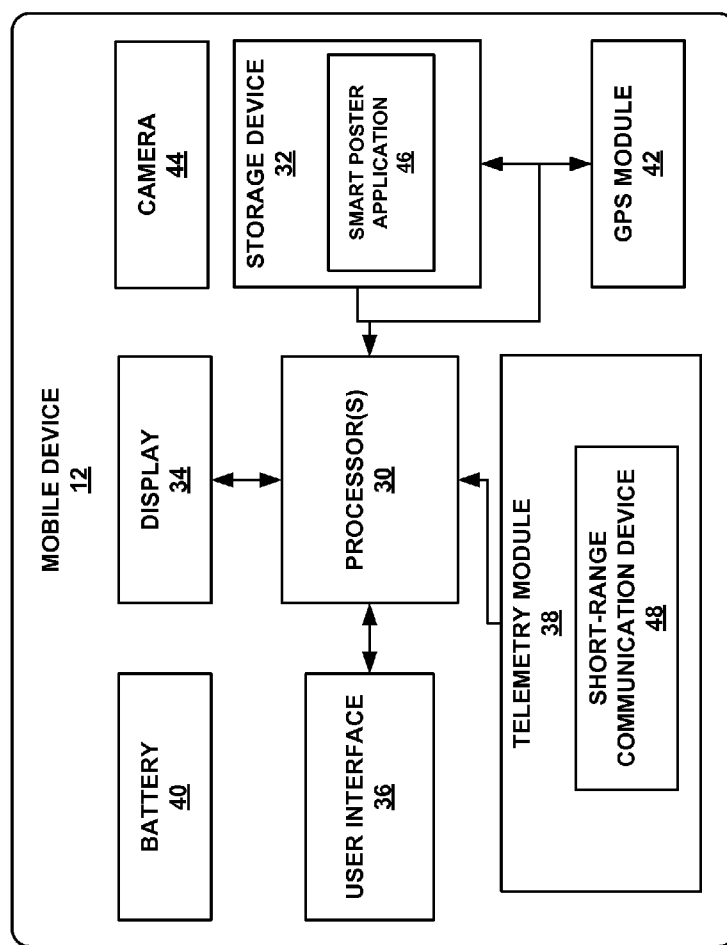 MOBILE DEVICE
12
BATTERY
40
DISPLAY
34
CAMERA
44
USER INTERFACE
36
PROCESSOR(S)
30
STORAGE DEVICE
32
SMART POSTER
APPLICATION
46
TELEMETRY MODULE
38
SHORT-RANGE
COMMUNICATION DEVICE
48
GPS MODULE
42